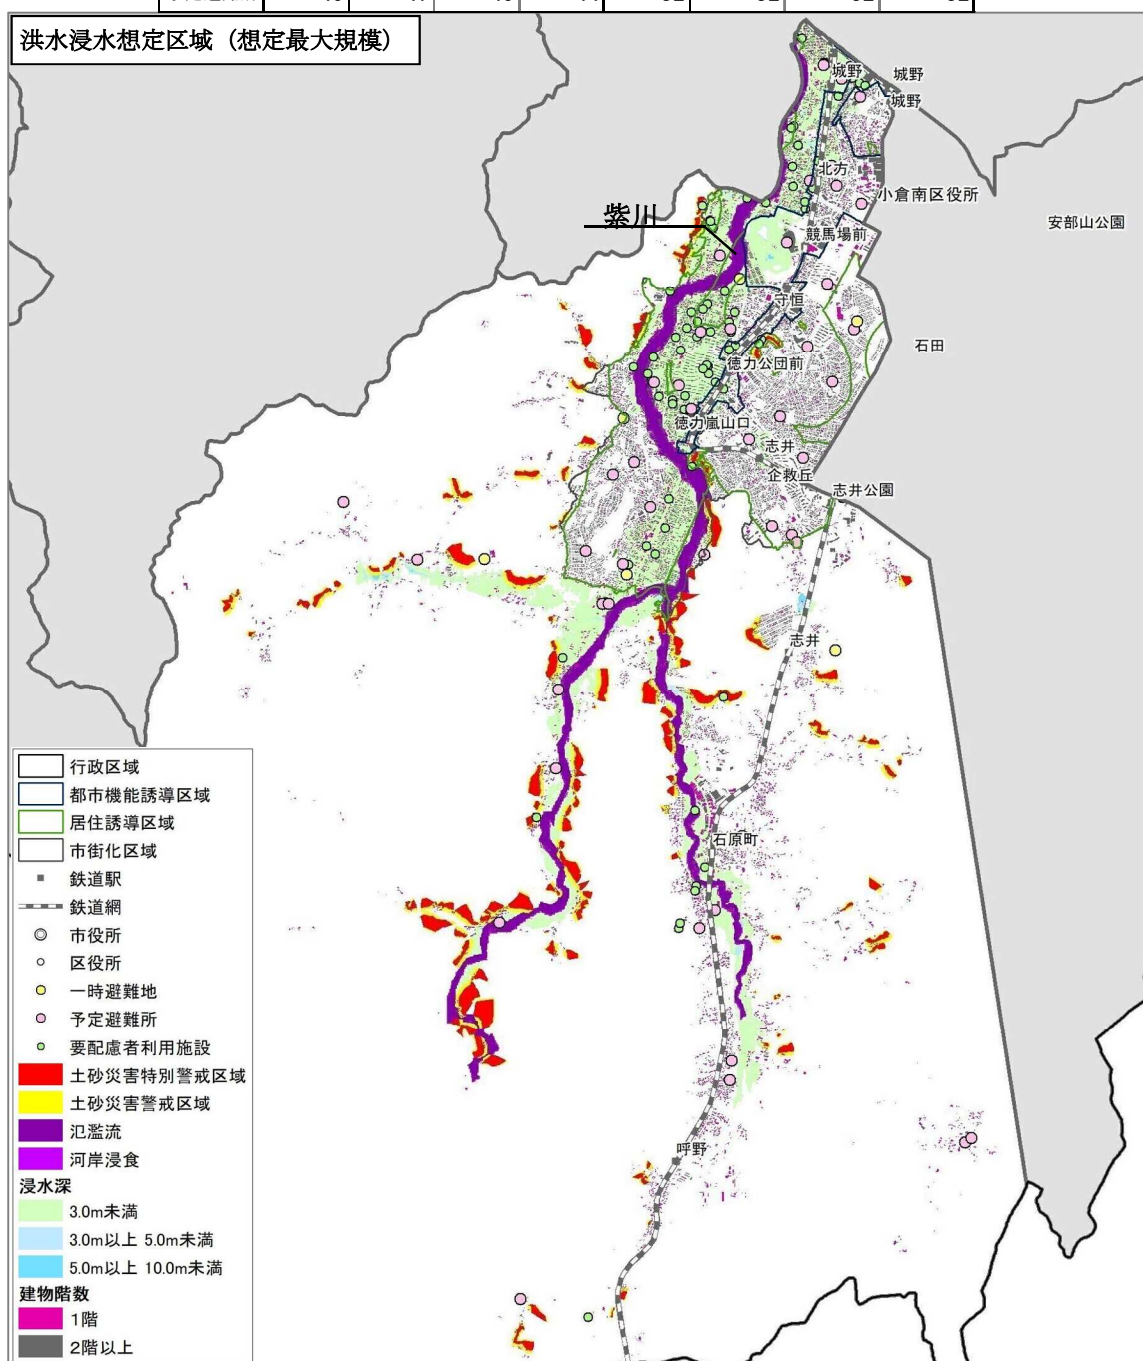 洪水浸水想定区域（想定最大規模）
城野
城野
城野
北方
小倉南区役所
安部山公園
紫川
競馬場前
守恒
石田
徳力公団前
徳力嵐山口
志井
企救丘
志井公園
志井
石原町
呼野
行政区域
都市機能誘導区域
居住誘導区域
市街化区域
鉄道駅
鉄道網
市役所
区役所
一時避難地
予定避難所
要配慮者利用施設
土砂災害特別警戒区域
土砂災害警戒区域
氾濫流
河岸浸食
浸水深
3.0m未満
3.0m以上 5.0m未満
5.0m以上 10.0m未満
建物階数
1階
2階以上